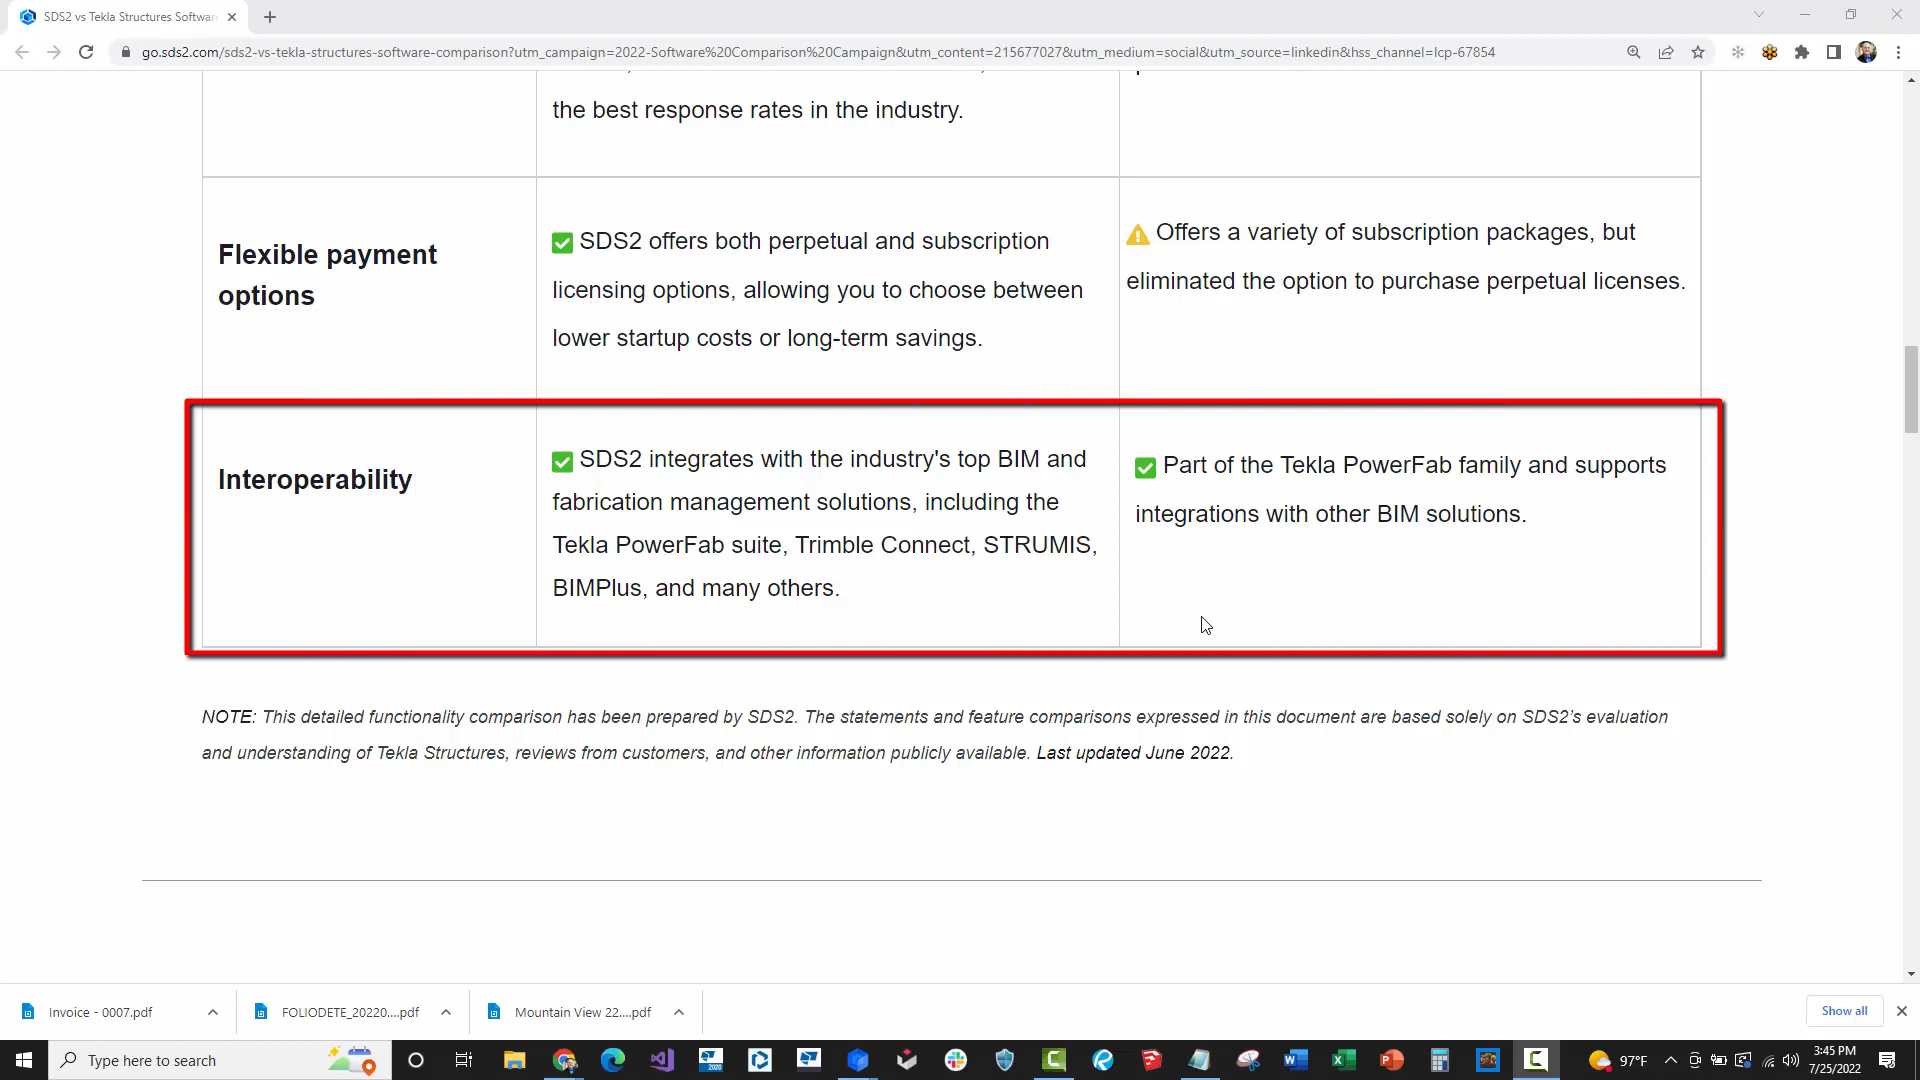 SDS2 vs Tekla Structures Softwar
go.sds2.com/sds2-vs-tekla-structures-software-comparison?utm_campaign=2022-Software%20Comparison%20Campaign&utm_content=215677027&utm_medium=social&utm_source=linkedin&hss_channel=lcp-67854
the best response rates in the industry.
Flexible payment
options
SDS2 offers both perpetual and subscription
licensing options, allowing you to choose between
lower startup costs or long-term savings.
Offers a variety of subscription packages, but
eliminated the option to purchase perpetual licenses.
Interoperability
SDS2 integrates with the industry's top BIM and
fabrication management solutions, including the
Tekla PowerFab suite, Trimble Connect, STRUMIS,
BIMPlus, and many others.
Part of the Tekla PowerFab family and supports
integrations with other BIM solutions.
NOTE: This detailed functionality comparison has been prepared by SDS2. The statements and feature comparisons expressed in this document are based solely on SDS2’s evaluation
and understanding of Tekla Structures, reviews from customers, and other information publicly available. Last updated June 2022.
Invoice - 0007.pdf
FOLIODETE_20220....pdf
Mountain View 22....pdf
Show all
Type here to search
2020
97°F
3:45 PM
7/25/2022